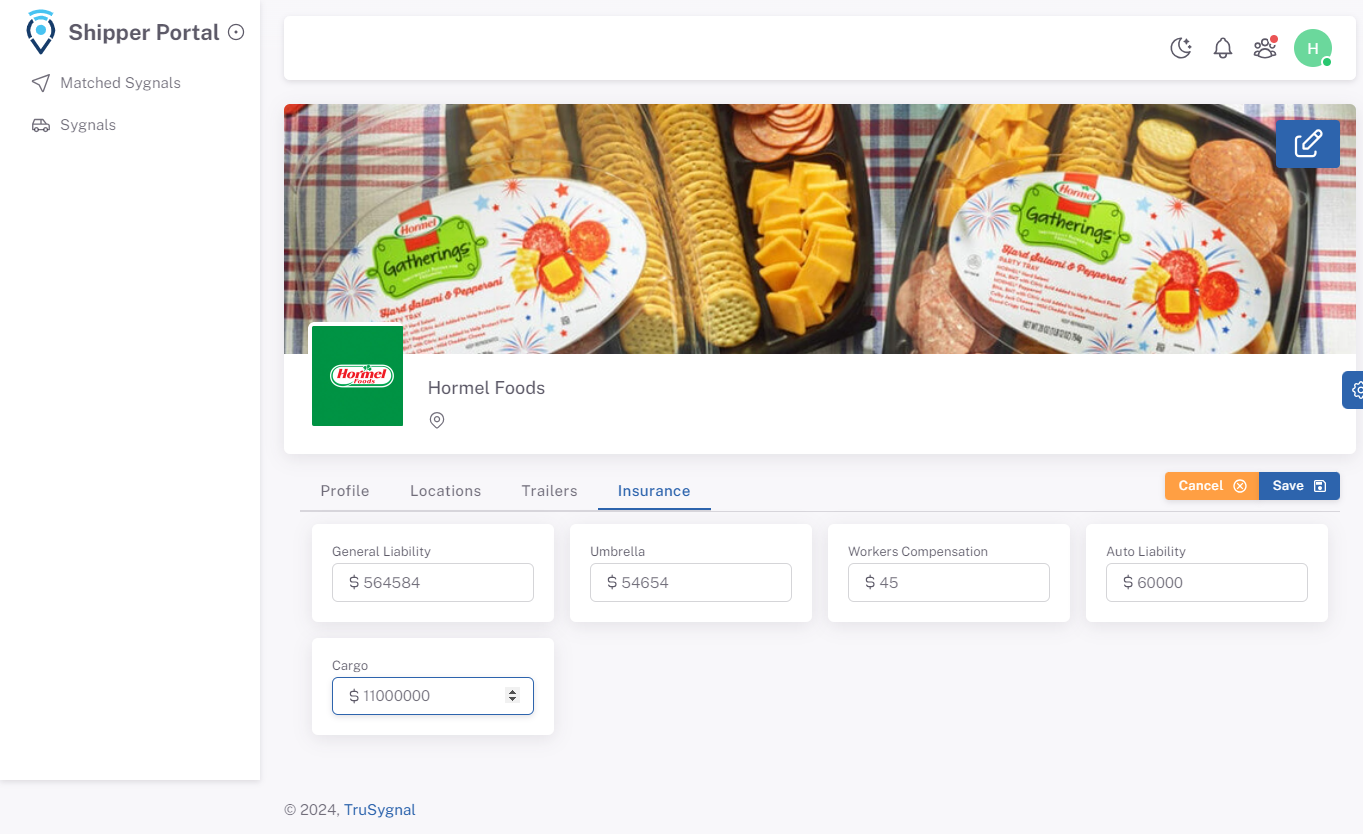 Shipper Portal
Matched Sygnals
Sygnals
H
Hormel
Gatherings
Hard Salami & Pepperoni
PARTY TRAY
Hormel
Gatherings
Hard Salami & Pepperoni
PARTY TRAY
Hormel
Foods
Hormel Foods
Profile
Locations
Trailers
Insurance
Cancel
Save
General Liability
$ 564584
Umbrella
$ 54654
Workers Compensation
$ 45
Auto Liability
$ 60000
Cargo
$ 11000000
© 2024, TruSygnal